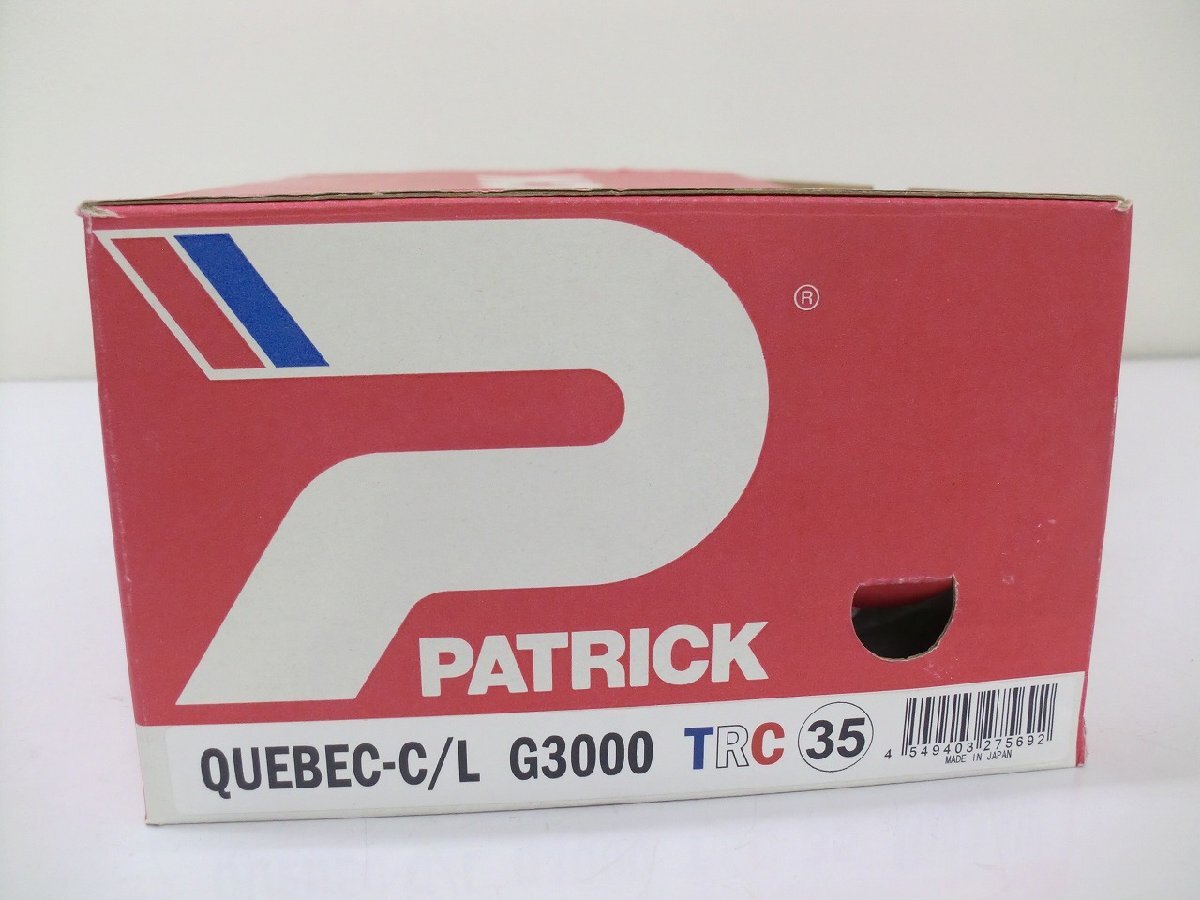 ®
PATRICK
QUEBEC-C/L G3000 TRC 35
4 549403 275692
MADE IN JAPAN